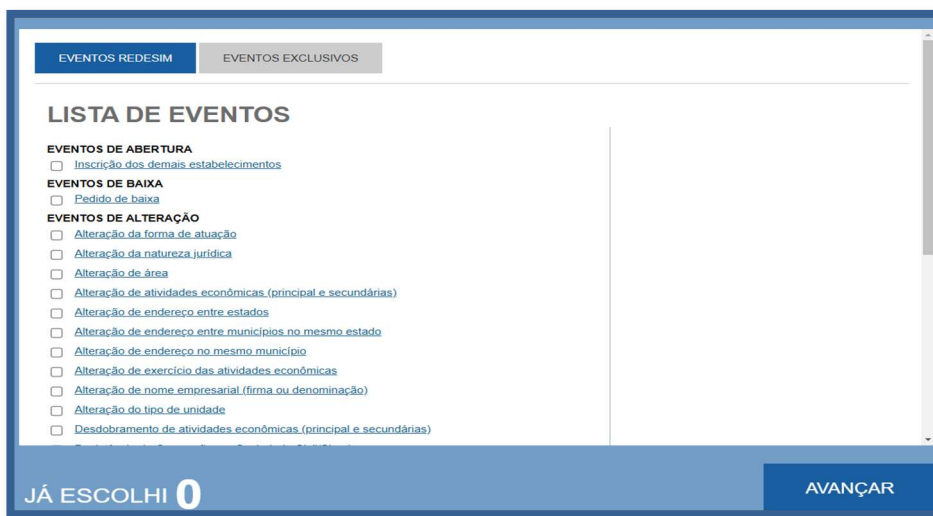 EVENTOS REDESIM EVENTOS EXCLUSIVOS
LISTA DE EVENTOS
EVENTOS DE ABERTURA
Inscrição dos demais estabelecimentos
EVENTOS DE BAIXA
Pedido de baixa
EVENTOS DE ALTERAÇÃO
Alteração da forma de atuação
Alteração da natureza jurídica
Alteração de área
Alteração de atividades econômicas (principal e secundárias)
Alteração de endereço entre estados
Alteração de endereço entre municípios no mesmo estado
Alteração de endereço no mesmo município
Alteração de exercício das atividades econômicas
Alteração de nome empresarial (firma ou denominação)
Alteração do tipo de unidade
Desdobramento de atividades econômicas (principal e secundárias)
JÁ ESCOLHI 0
AVANÇAR